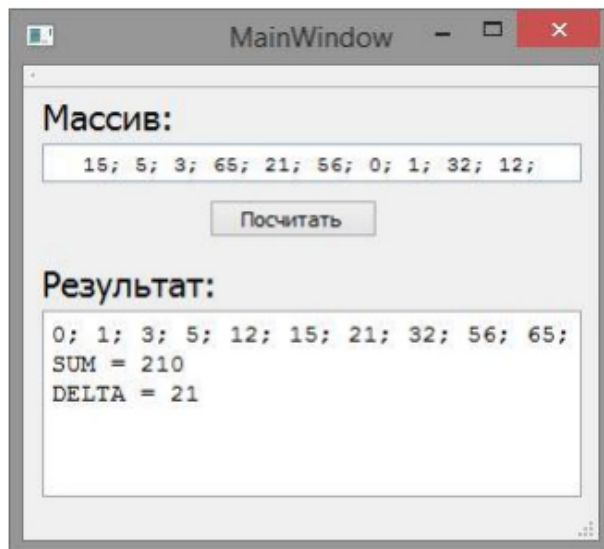 MainWindow
Массив:
15; 5; 3; 65; 21; 56; 0; 1; 32; 12;
Посчитать
Результат:
0; 1; 3; 5; 12; 15; 21; 32; 56; 65;
SUM = 210
DELTA = 21